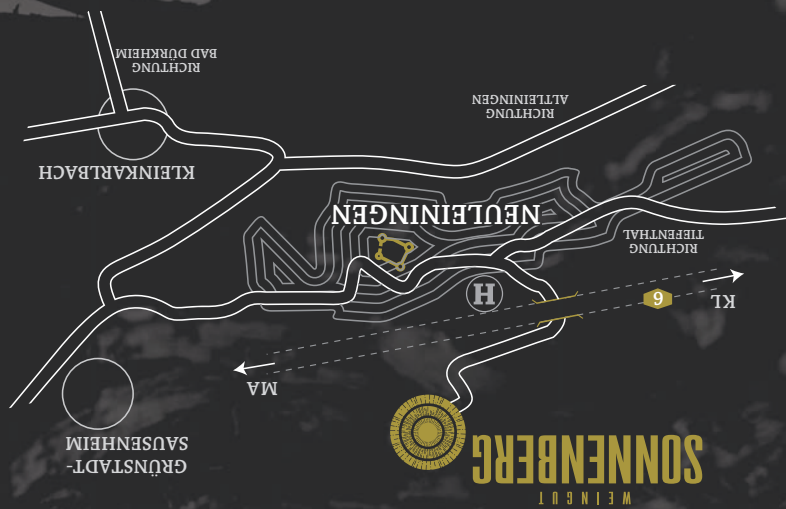 WEINGUT
SONNENBERG
GRÜNSTADT-
SAUSENHEIM
MA
KL
6
H
RICHTUNG
TIEFENTHAL
NEULEININGEN
KLEINKARLBACH
RICHTUNG
ALTLEININGEN
RICHTUNG
BAD DÜRKHEIM